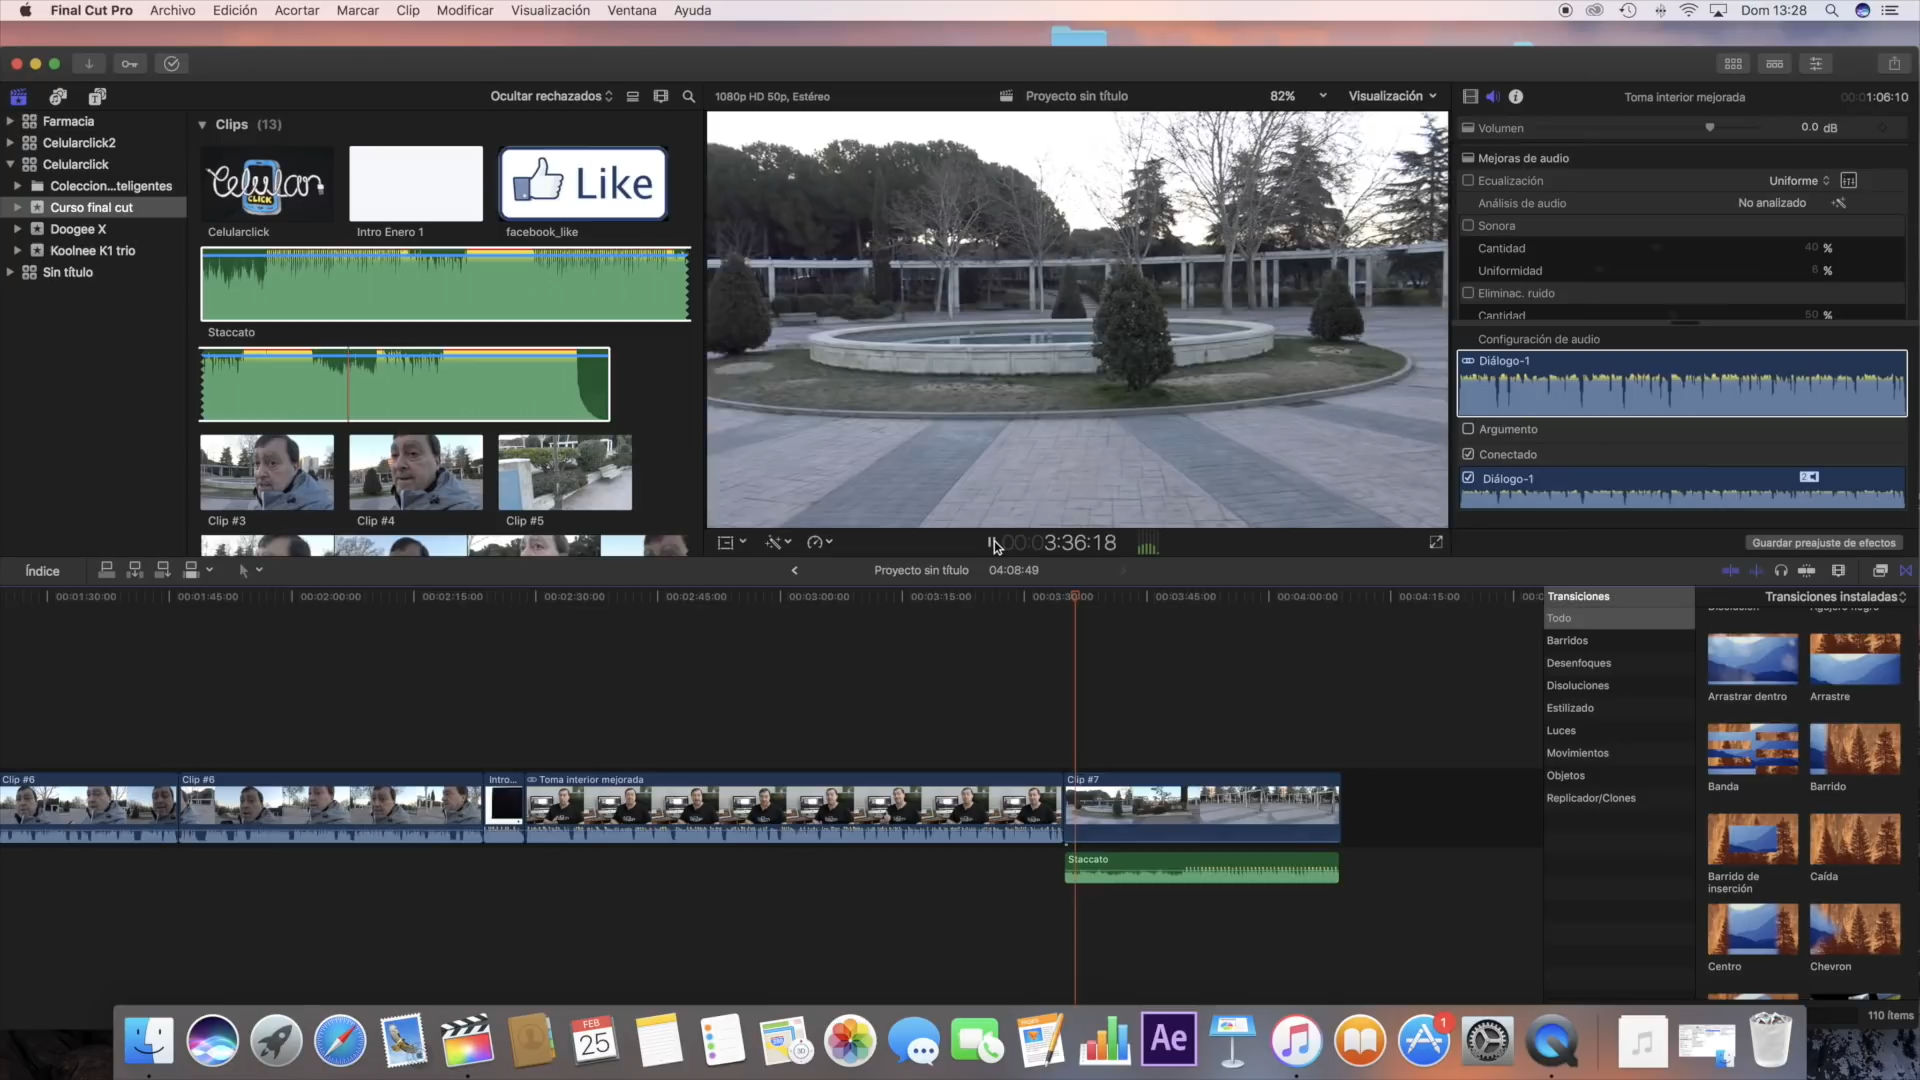 Final Cut Pro Archivo Edición Acortar Marcar Clip Modificar Visualización Ventana Ayuda Dom 13:28
Ocultar rechazados 1080p HD 50p, Estéreo Proyecto sin título 82% Visualización Toma interior mejorada 00:01:06:10
Farmacia
Celularclick2
Celularclick
Coleccion...teligentes
Curso final cut
Doogee X
Koolnee K1 trio
Sin título
Clips (13)
Celular
CLICK
Like
Celularclick Intro Enero 1 facebook_like
Staccato
Clip #3 Clip #4 Clip #5
Volumen 0.0 dB
Mejoras de audio
Ecualización Uniforme
Análisis de audio No analizado
Sonora
Cantidad 40 %
Uniformidad 6 %
Eliminac. ruido
Cantidad 50 %
Configuración de audio
Diálogo-1
Argumento
Conectado
Diálogo-1 2
00:03:36:18
Guardar preajuste de efectos
Índice Proyecto sin título 04:08:49
00:01:30:00 00:01:45:00 00:02:00:00 00:02:15:00 00:02:30:00 00:02:45:00 00:03:00:00 00:03:15:00 00:03:30:00 00:03:45:00 00:04:00:00 00:04:15:00
Clip #6 Clip #6 Intro... Toma interior mejorada Clip #7
Staccato
Transiciones Transiciones instaladas
Todo
Barridos
Desenfoques
Disoluciones
Estilizado
Luces
Movimientos
Objetos
Replicador/Clones
Arrastrar dentro Arrastre
Banda Barrido
Barrido de
inserción
Caída
Centro Chevron
110 ítems
FEB
25
Ae
1